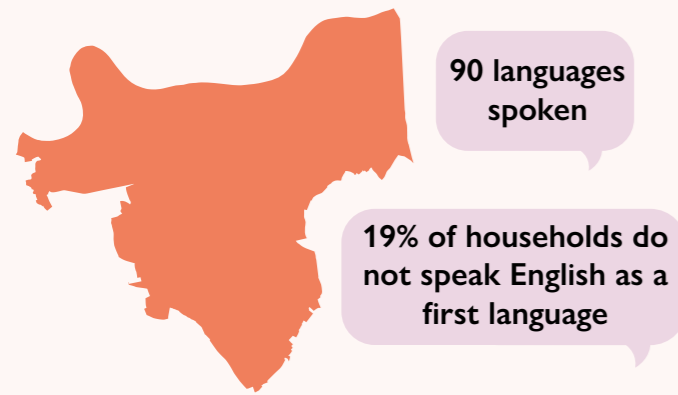 90 languages
spoken
19% of households do
not speak English as a
first language